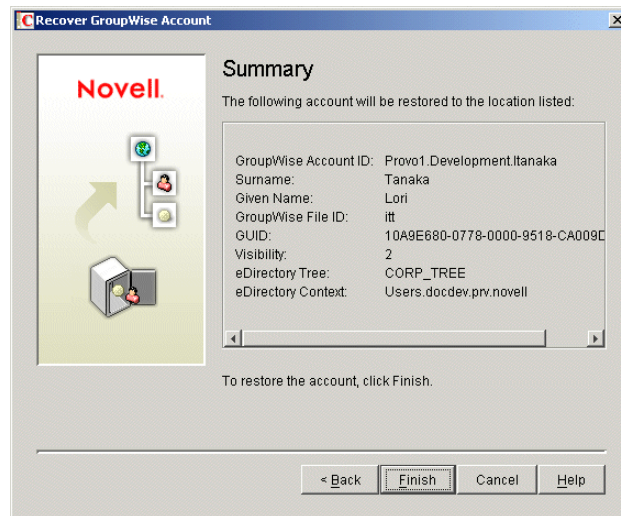 Recover GroupWise Account
Novell.
Summary
The following account will be restored to the location listed:
GroupWise Account ID: Provo1.Development.ltanaka
Surname: Tanaka
Given Name: Lori
GroupWise File ID: itt
GUID: 10A9E680-0778-0000-9518-CA009D
Visibility: 2
eDirectory Tree: CORP_TREE
eDirectory Context: Users.docdev.prv.novell
To restore the account, click Finish.
< Back
Finish
Cancel
Help